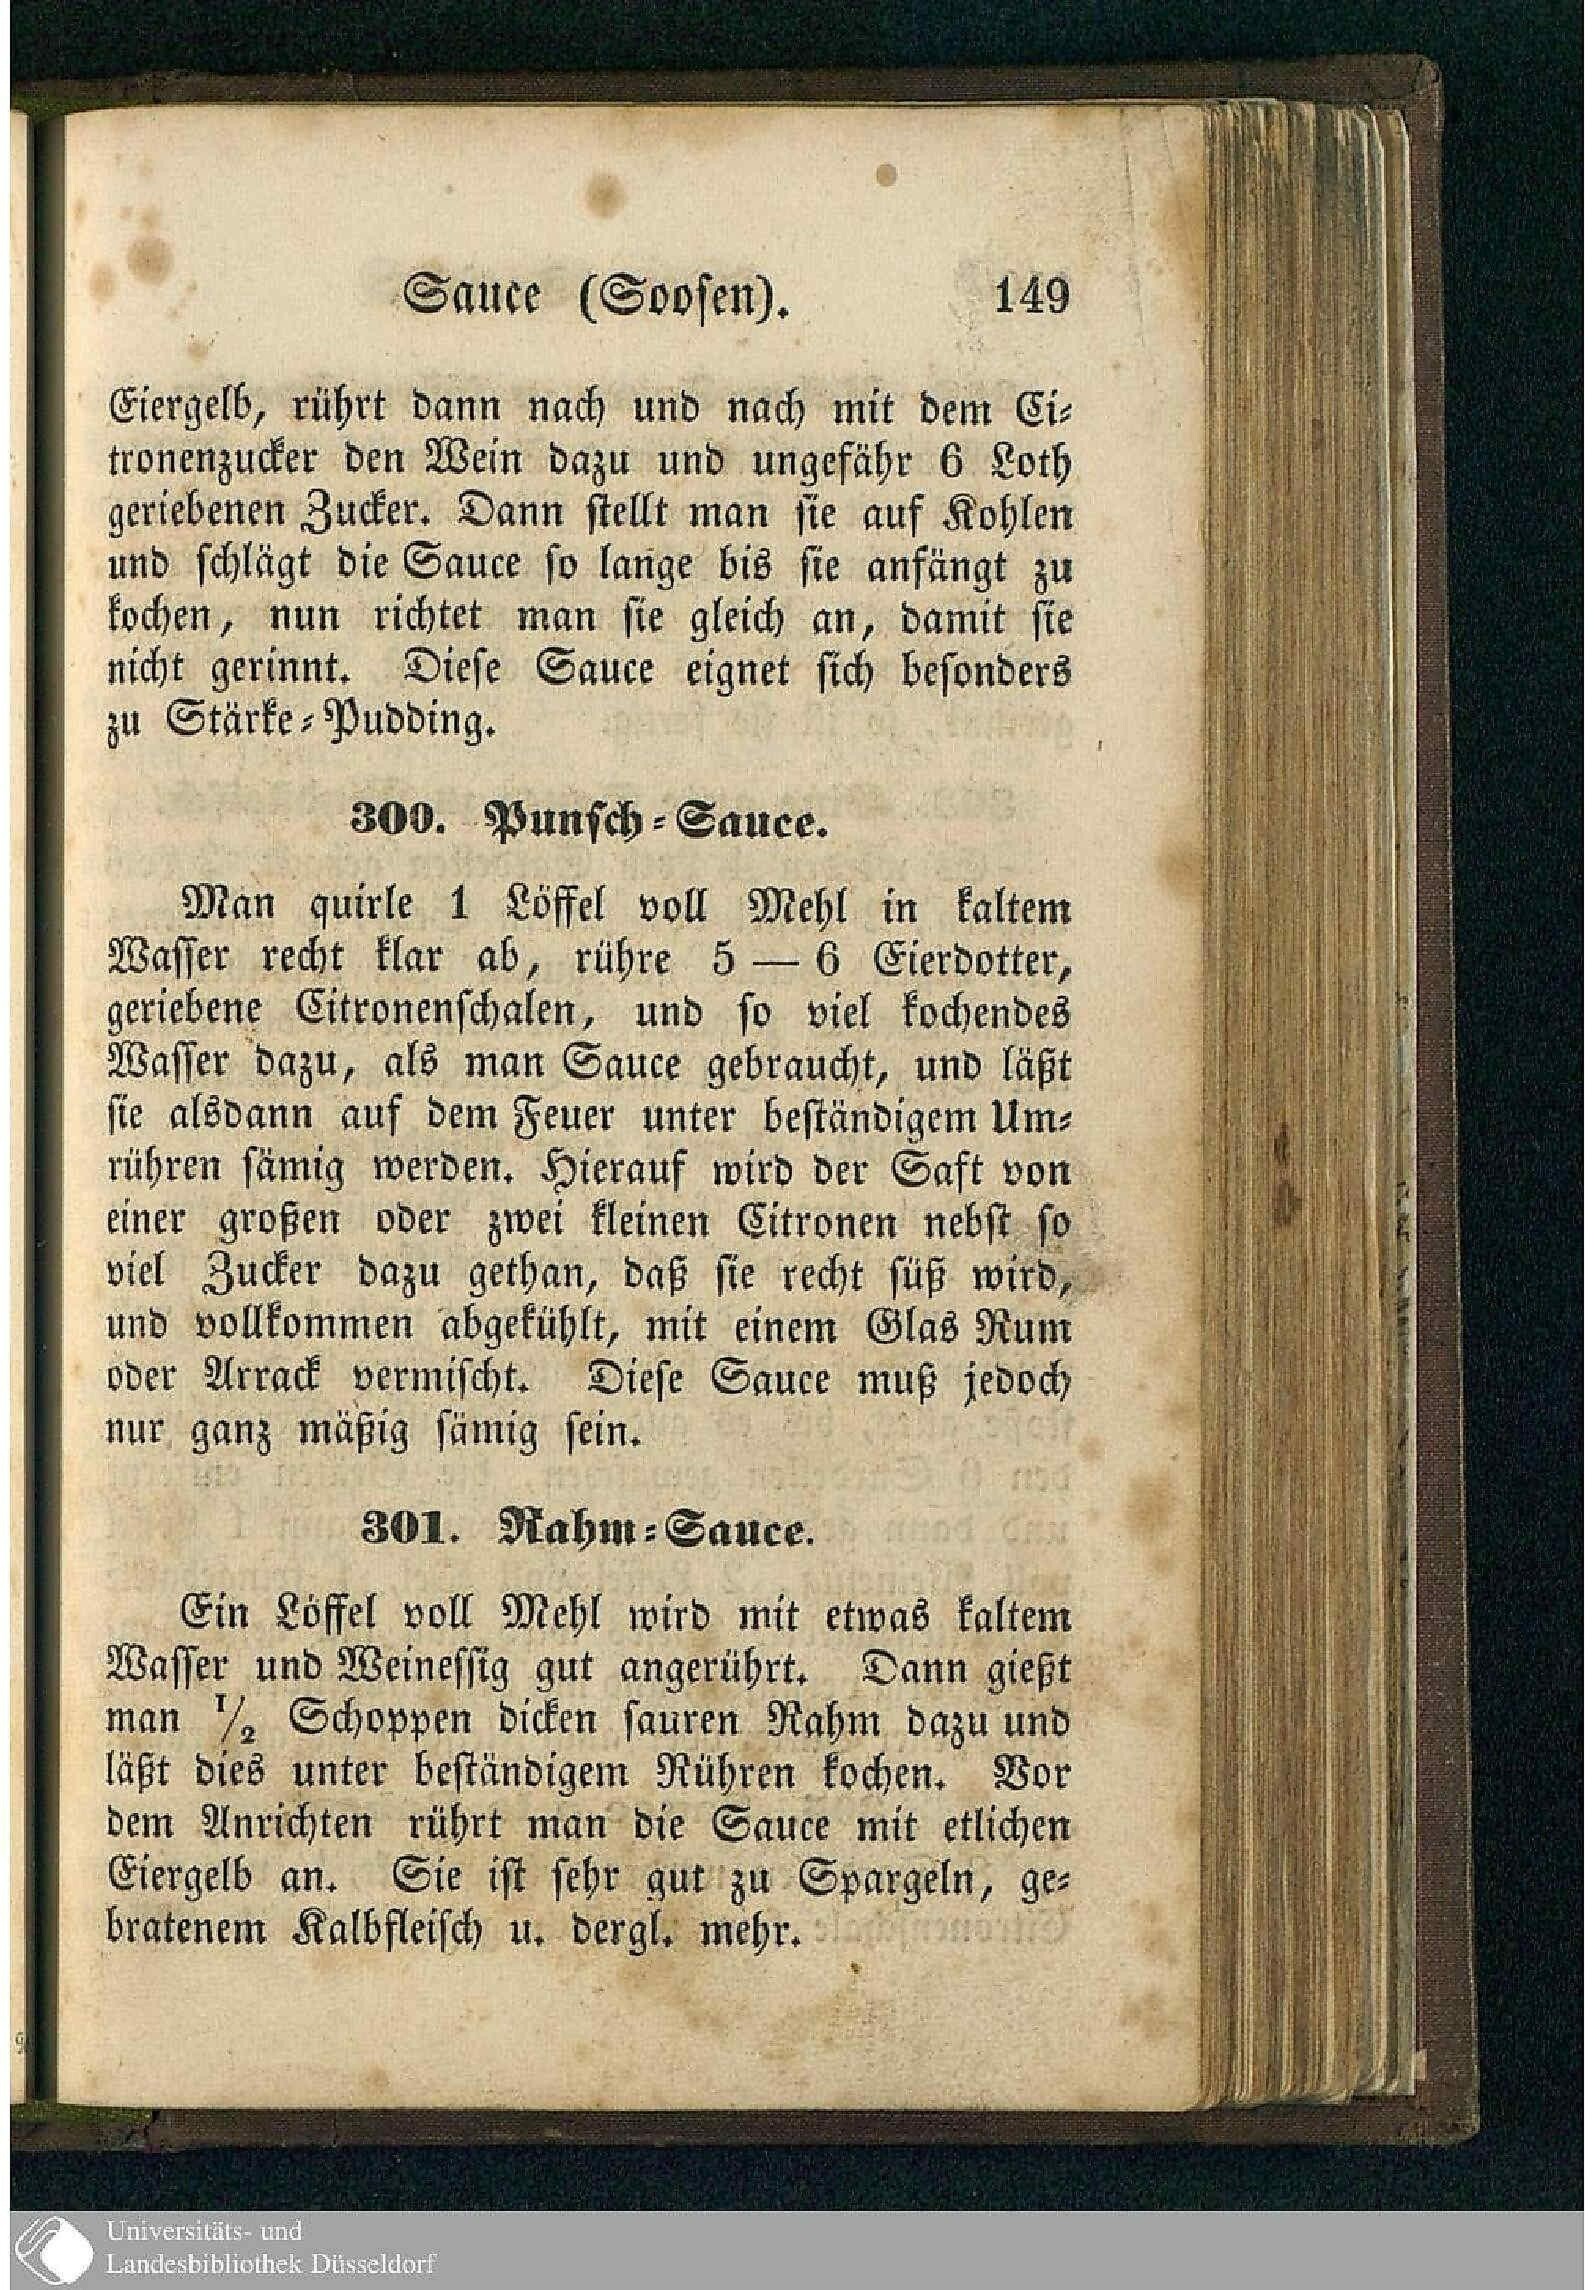 Sauce (Soosen). 149
Eiergelb, rührt dann nach und nach mit dem Ci-
tronenzucker den Wein dazu und ungefähr 6 Loth
geriebenen Zucker. Dann stellt man sie auf Kohlen
und schlägt die Sauce so lange bis sie anfängt zu
kochen, nun richtet man sie gleich an, damit sie
nicht gerinnt. Diese Sauce eignet sich besonders
zu Stärke-Pudding.
300. Punsch-Sauce.
Man quirle 1 Löffel voll Mehl in kaltem
Wasser recht klar ab, rühre 5 — 6 Eierdotter,
geriebene Citronenschalen, und so viel kochendes
Wasser dazu, als man Sauce gebraucht, und läßt
sie alsdann auf dem Feuer unter beständigem Um-
rühren sämig werden. Hierauf wird der Saft von
einer großen oder zwei kleinen Citronen nebst so
viel Zucker dazu gethan, daß sie recht süß wird,
und vollkommen abgekühlt, mit einem Glas Rum
oder Arrack vermischt. Diese Sauce muß jedoch
nur ganz mäßig sämig sein.
301. Rahm-Sauce.
Ein Löffel voll Mehl wird mit etwas kaltem
Wasser und Weinessig gut angerührt. Dann gießt
man 1/2 Schoppen dicken sauren Rahm dazu und
läßt dies unter beständigem Rühren kochen. Vor
dem Anrichten rührt man die Sauce mit etlichen
Eiergelb an. Sie ist sehr gut zu Spargeln, ge-
bratenem Kalbfleisch u. dergl. mehr.
Universitäts- und
Landesbibliothek Düsseldorf